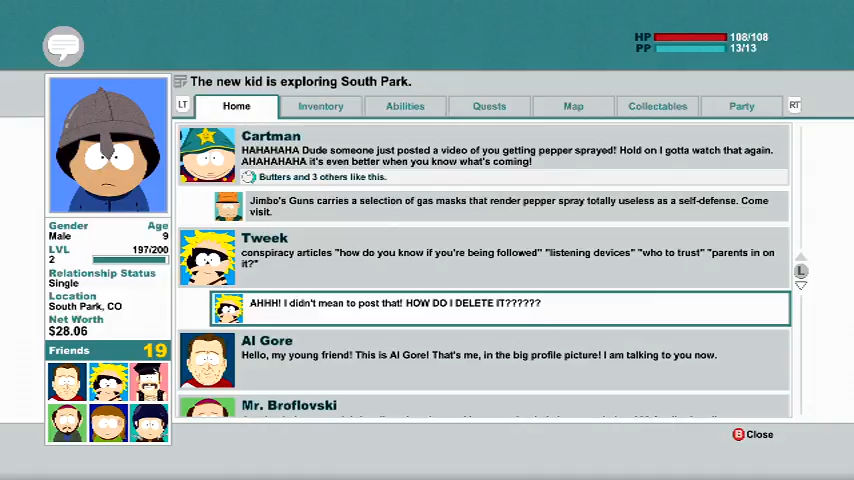 HP 108/108
PP 13/13
The new kid is exploring South Park.
LT Home Inventory Abilities Quests Map Collectables Party RT
Cartman
HAHAHAHA Dude someone just posted a video of you getting pepper sprayed! Hold on I gotta watch that again.
AHAHAHAHA it's even better when you know what's coming!
Butters and 3 others like this.
Jimbo's Guns carries a selection of gas masks that render pepper spray totally useless as a self-defense. Come
visit.
Tweek
conspiracy articles "how do you know if you're being followed" "listening devices" "who to trust" "parents in on
it?"
AHHH! I didn't mean to post that! HOW DO I DELETE IT??????
Al Gore
Hello, my young friend! This is Al Gore! That's me, in the big profile picture! I am talking to you now.
Mr. Broflovski
Gender Age
Male 9
LVL 197/200
2
Relationship Status
Single
Location
South Park, CO
Net Worth
$28.06
Friends 19
L
B Close